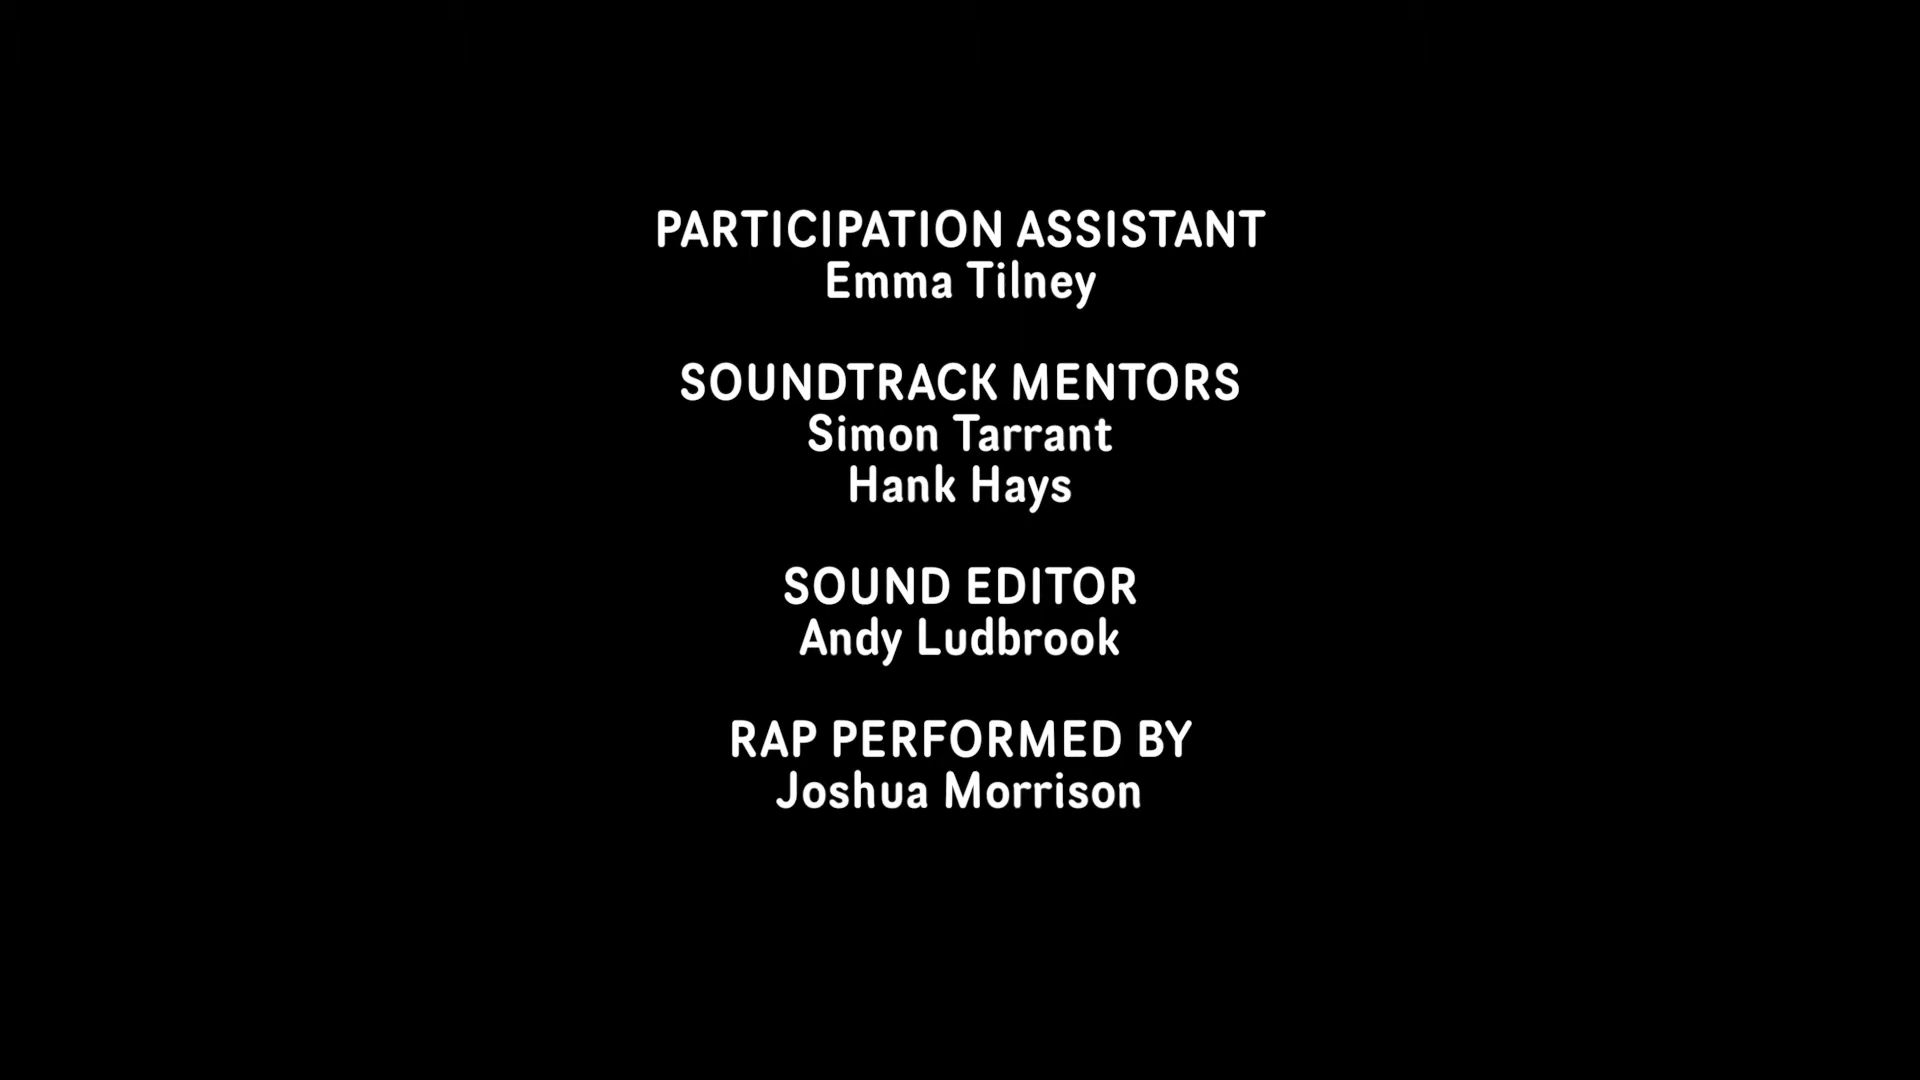 PARTICIPATION ASSISTANT
Emma Tilney
SOUNDTRACK MENTORS
Simon Tarrant
Hank Hays
SOUND EDITOR
Andy Ludbrook
RAP PERFORMED BY
Joshua Morrison